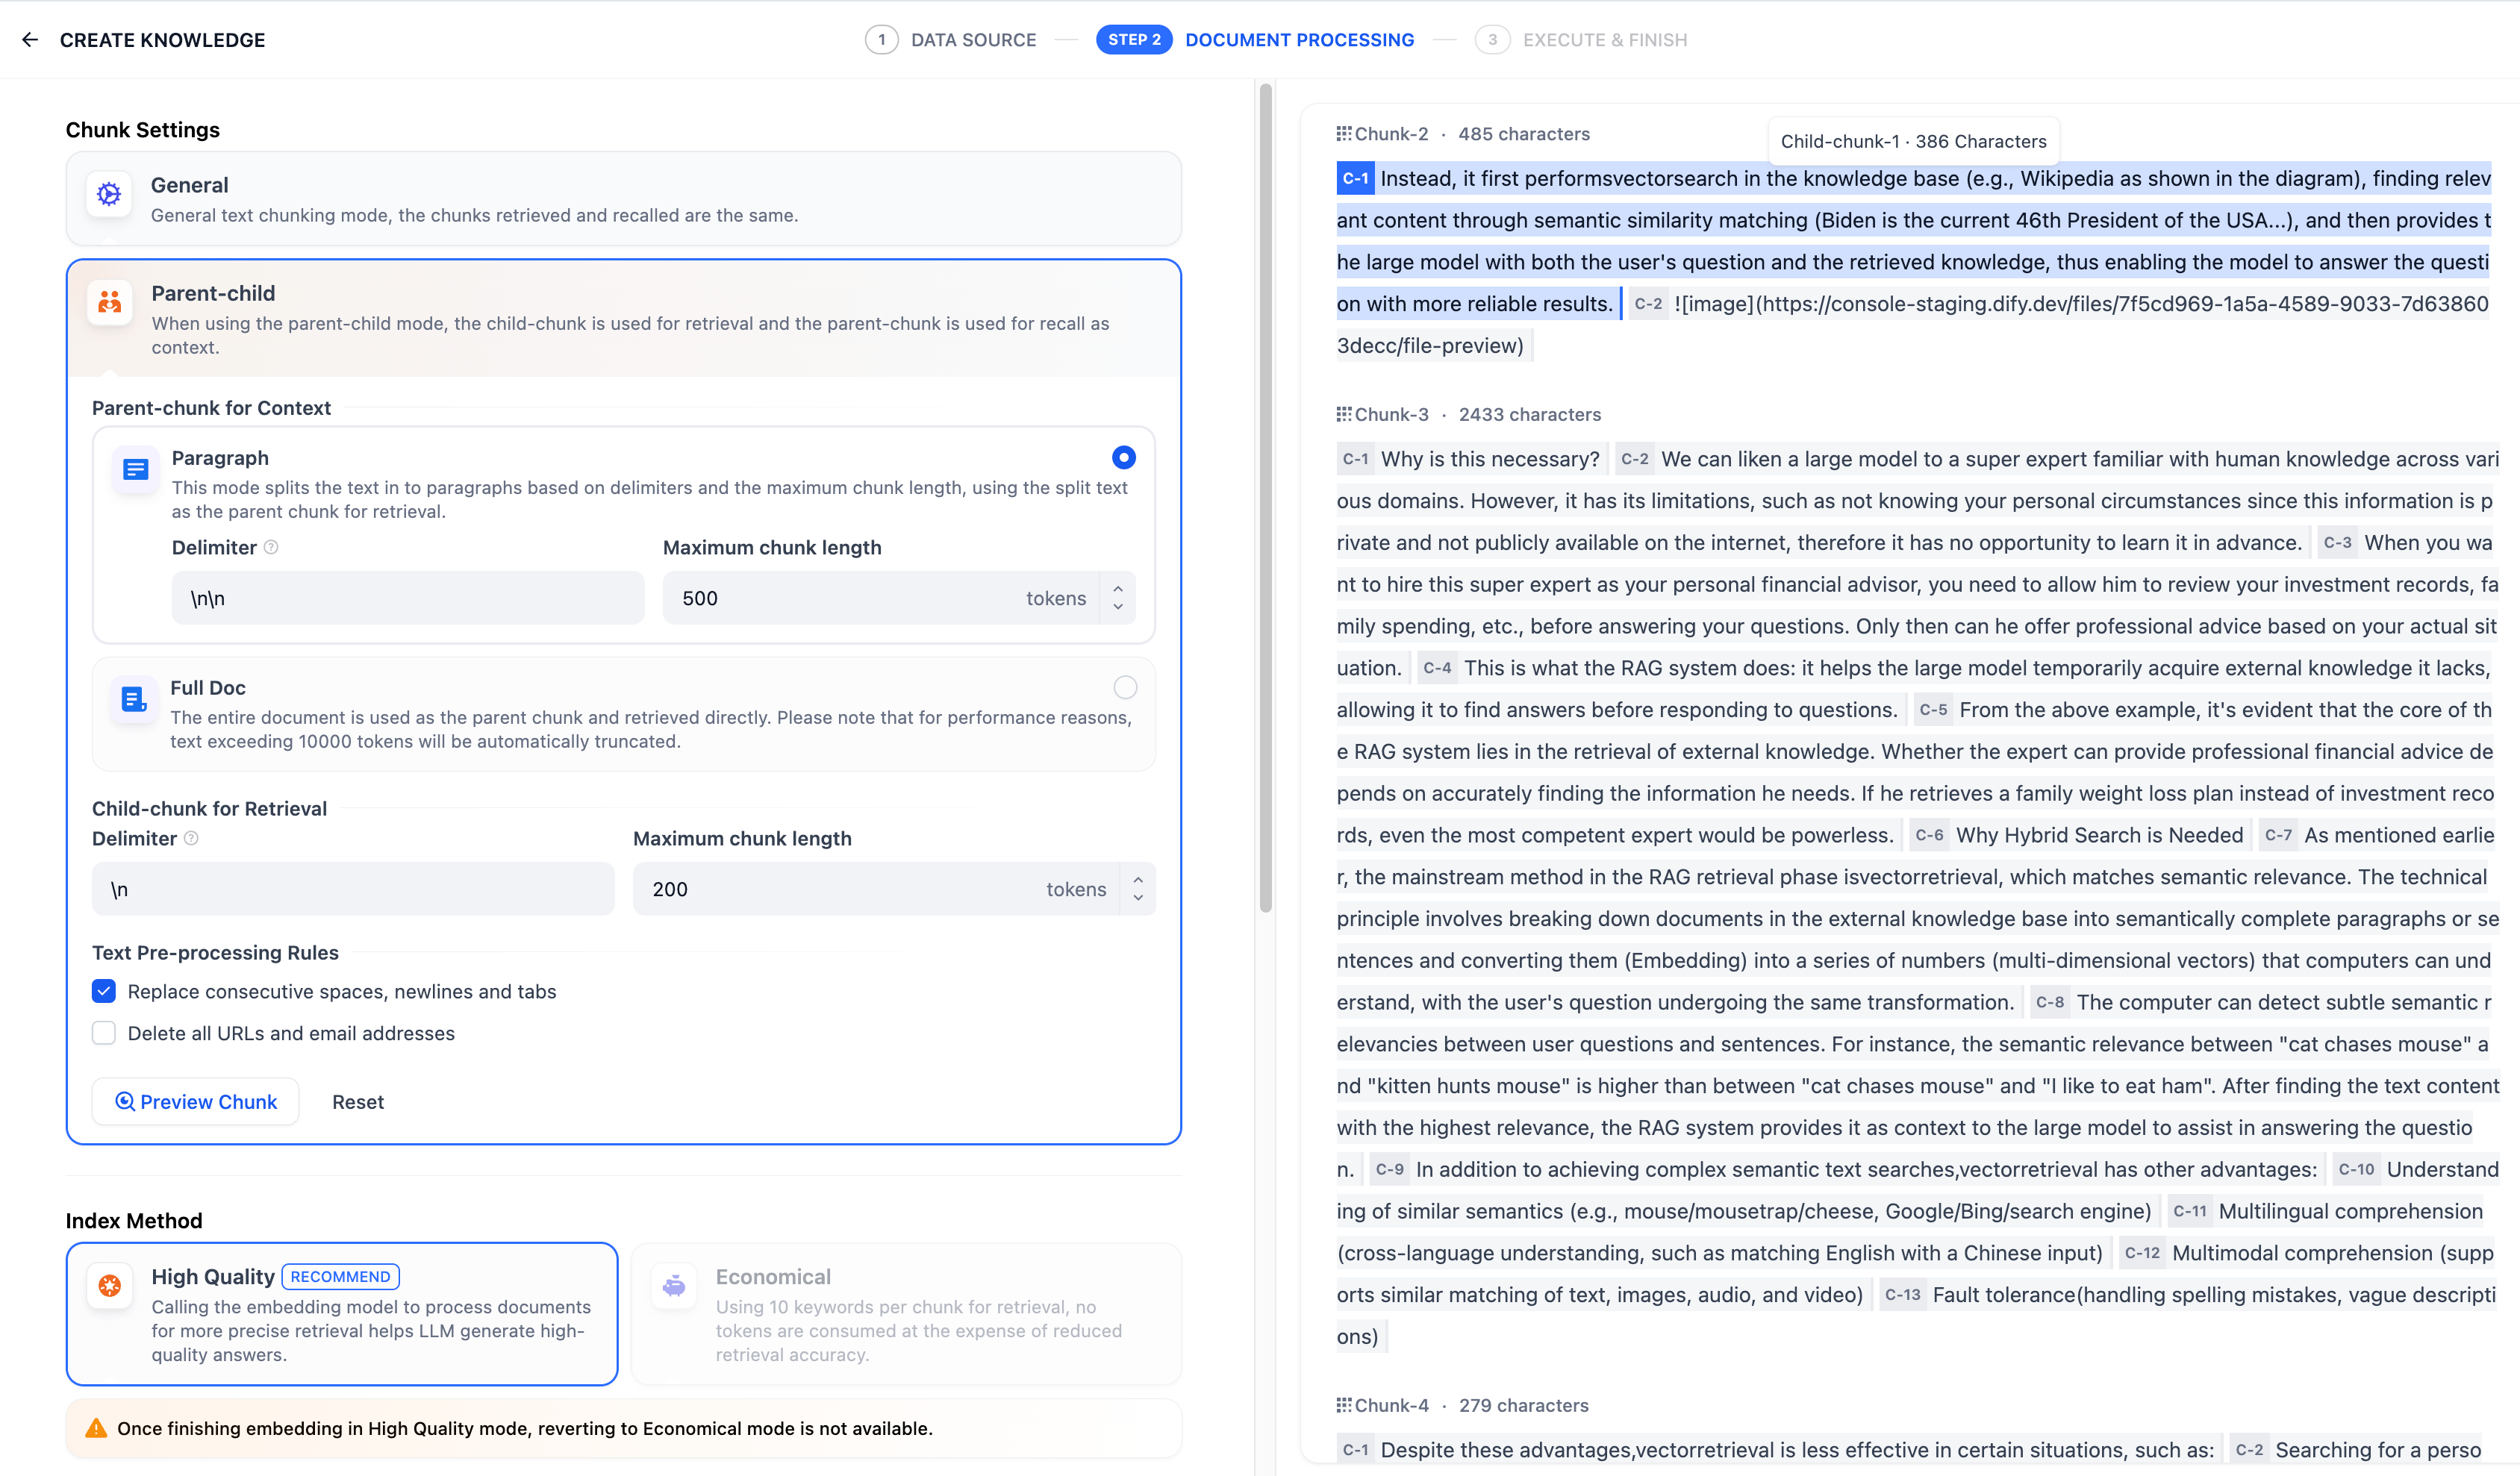 CREATE KNOWLEDGE
1 DATA SOURCE
STEP 2 DOCUMENT PROCESSING
3 EXECUTE & FINISH
Chunk Settings
General
General text chunking mode, the chunks retrieved and recalled are the same.
Parent-child
When using the parent-child mode, the child-chunk is used for retrieval and the parent-chunk is used for recall as
context.
Parent-chunk for Context
Paragraph
This mode splits the text in to paragraphs based on delimiters and the maximum chunk length, using the split text
as the parent chunk for retrieval.
Delimiter
Maximum chunk length
\n\n
500 tokens
Full Doc
The entire document is used as the parent chunk and retrieved directly. Please note that for performance reasons,
text exceeding 10000 tokens will be automatically truncated.
Child-chunk for Retrieval
Delimiter
Maximum chunk length
\n
200 tokens
Text Pre-processing Rules
Replace consecutive spaces, newlines and tabs
Delete all URLs and email addresses
Preview Chunk
Reset
Index Method
High Quality RECOMMEND
Calling the embedding model to process documents
for more precise retrieval helps LLM generate high-
quality answers.
Economical
Using 10 keywords per chunk for retrieval, no
tokens are consumed at the expense of reduced
retrieval accuracy.
Once finishing embedding in High Quality mode, reverting to Economical mode is not available.
Chunk-2 · 485 characters
Child-chunk-1 · 386 Characters
C-1 Instead, it first performsvectorsearch in the knowledge base (e.g., Wikipedia as shown in the diagram), finding relev
ant content through semantic similarity matching (Biden is the current 46th President of the USA...), and then provides t
he large model with both the user's question and the retrieved knowledge, thus enabling the model to answer the questi
on with more reliable results. C-2 ![image](https://console-staging.dify.dev/files/7f5cd969-1a5a-4589-9033-7d63860
3decc/file-preview)
Chunk-3 · 2433 characters
C-1 Why is this necessary? C-2 We can liken a large model to a super expert familiar with human knowledge across vari
ous domains. However, it has its limitations, such as not knowing your personal circumstances since this information is p
rivate and not publicly available on the internet, therefore it has no opportunity to learn it in advance. C-3 When you wa
nt to hire this super expert as your personal financial advisor, you need to allow him to review your investment records, fa
mily spending, etc., before answering your questions. Only then can he offer professional advice based on your actual sit
uation. C-4 This is what the RAG system does: it helps the large model temporarily acquire external knowledge it lacks,
allowing it to find answers before responding to questions. C-5 From the above example, it's evident that the core of th
e RAG system lies in the retrieval of external knowledge. Whether the expert can provide professional financial advice de
pends on accurately finding the information he needs. If he retrieves a family weight loss plan instead of investment reco
rds, even the most competent expert would be powerless. C-6 Why Hybrid Search is Needed C-7 As mentioned earlie
r, the mainstream method in the RAG retrieval phase isvectorretrieval, which matches semantic relevance. The technical
principle involves breaking down documents in the external knowledge base into semantically complete paragraphs or se
ntences and converting them (Embedding) into a series of numbers (multi-dimensional vectors) that computers can und
erstand, with the user's question undergoing the same transformation. C-8 The computer can detect subtle semantic r
elevancies between user questions and sentences. For instance, the semantic relevance between "cat chases mouse" a
nd "kitten hunts mouse" is higher than between "cat chases mouse" and "I like to eat ham". After finding the text content
with the highest relevance, the RAG system provides it as context to the large model to assist in answering the questio
n. C-9 In addition to achieving complex semantic text searches,vectorretrieval has other advantages: C-10 Understand
ing of similar semantics (e.g., mouse/mousetrap/cheese, Google/Bing/search engine) C-11 Multilingual comprehension
(cross-language understanding, such as matching English with a Chinese input) C-12 Multimodal comprehension (supp
orts similar matching of text, images, audio, and video) C-13 Fault tolerance(handling spelling mistakes, vague descripti
ons)
Chunk-4 · 279 characters
C-1 Despite these advantages,vectorretrieval is less effective in certain situations, such as: C-2 Searching for a perso